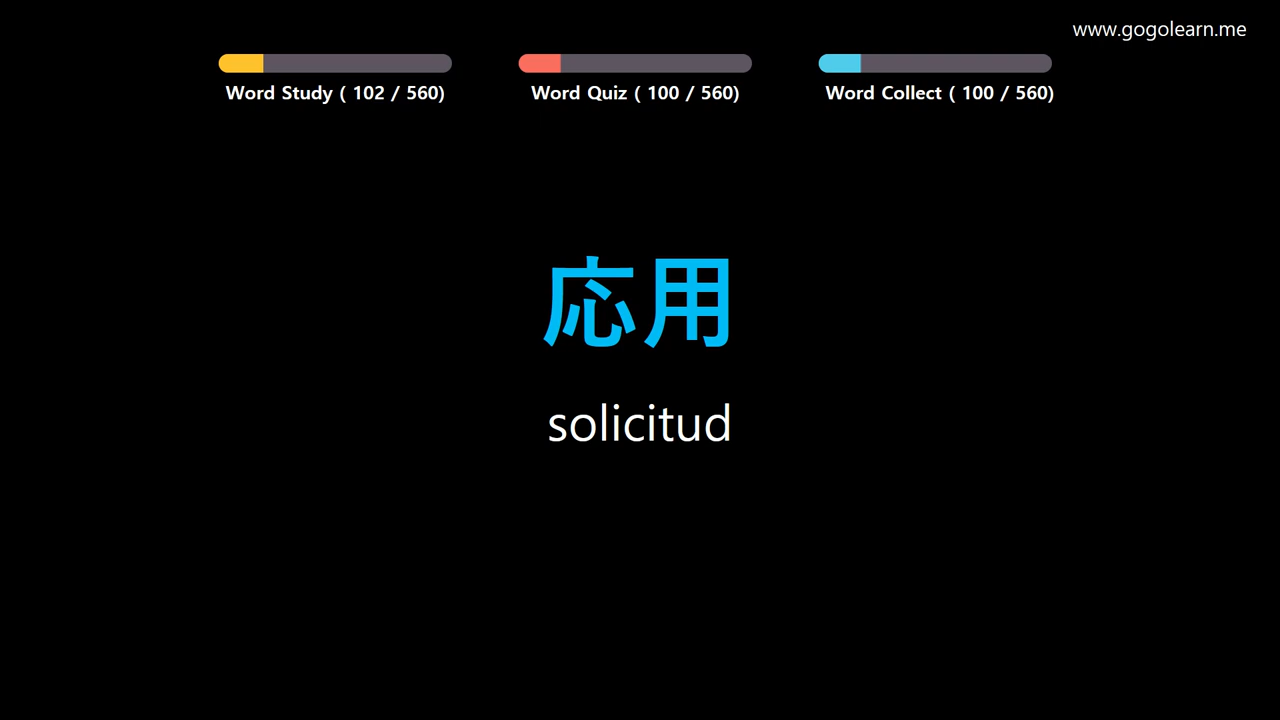 www.gogolearn.me
Word Study ( 102 / 560)
Word Quiz ( 100 / 560)
Word Collect ( 100 / 560)
応用
solicitud